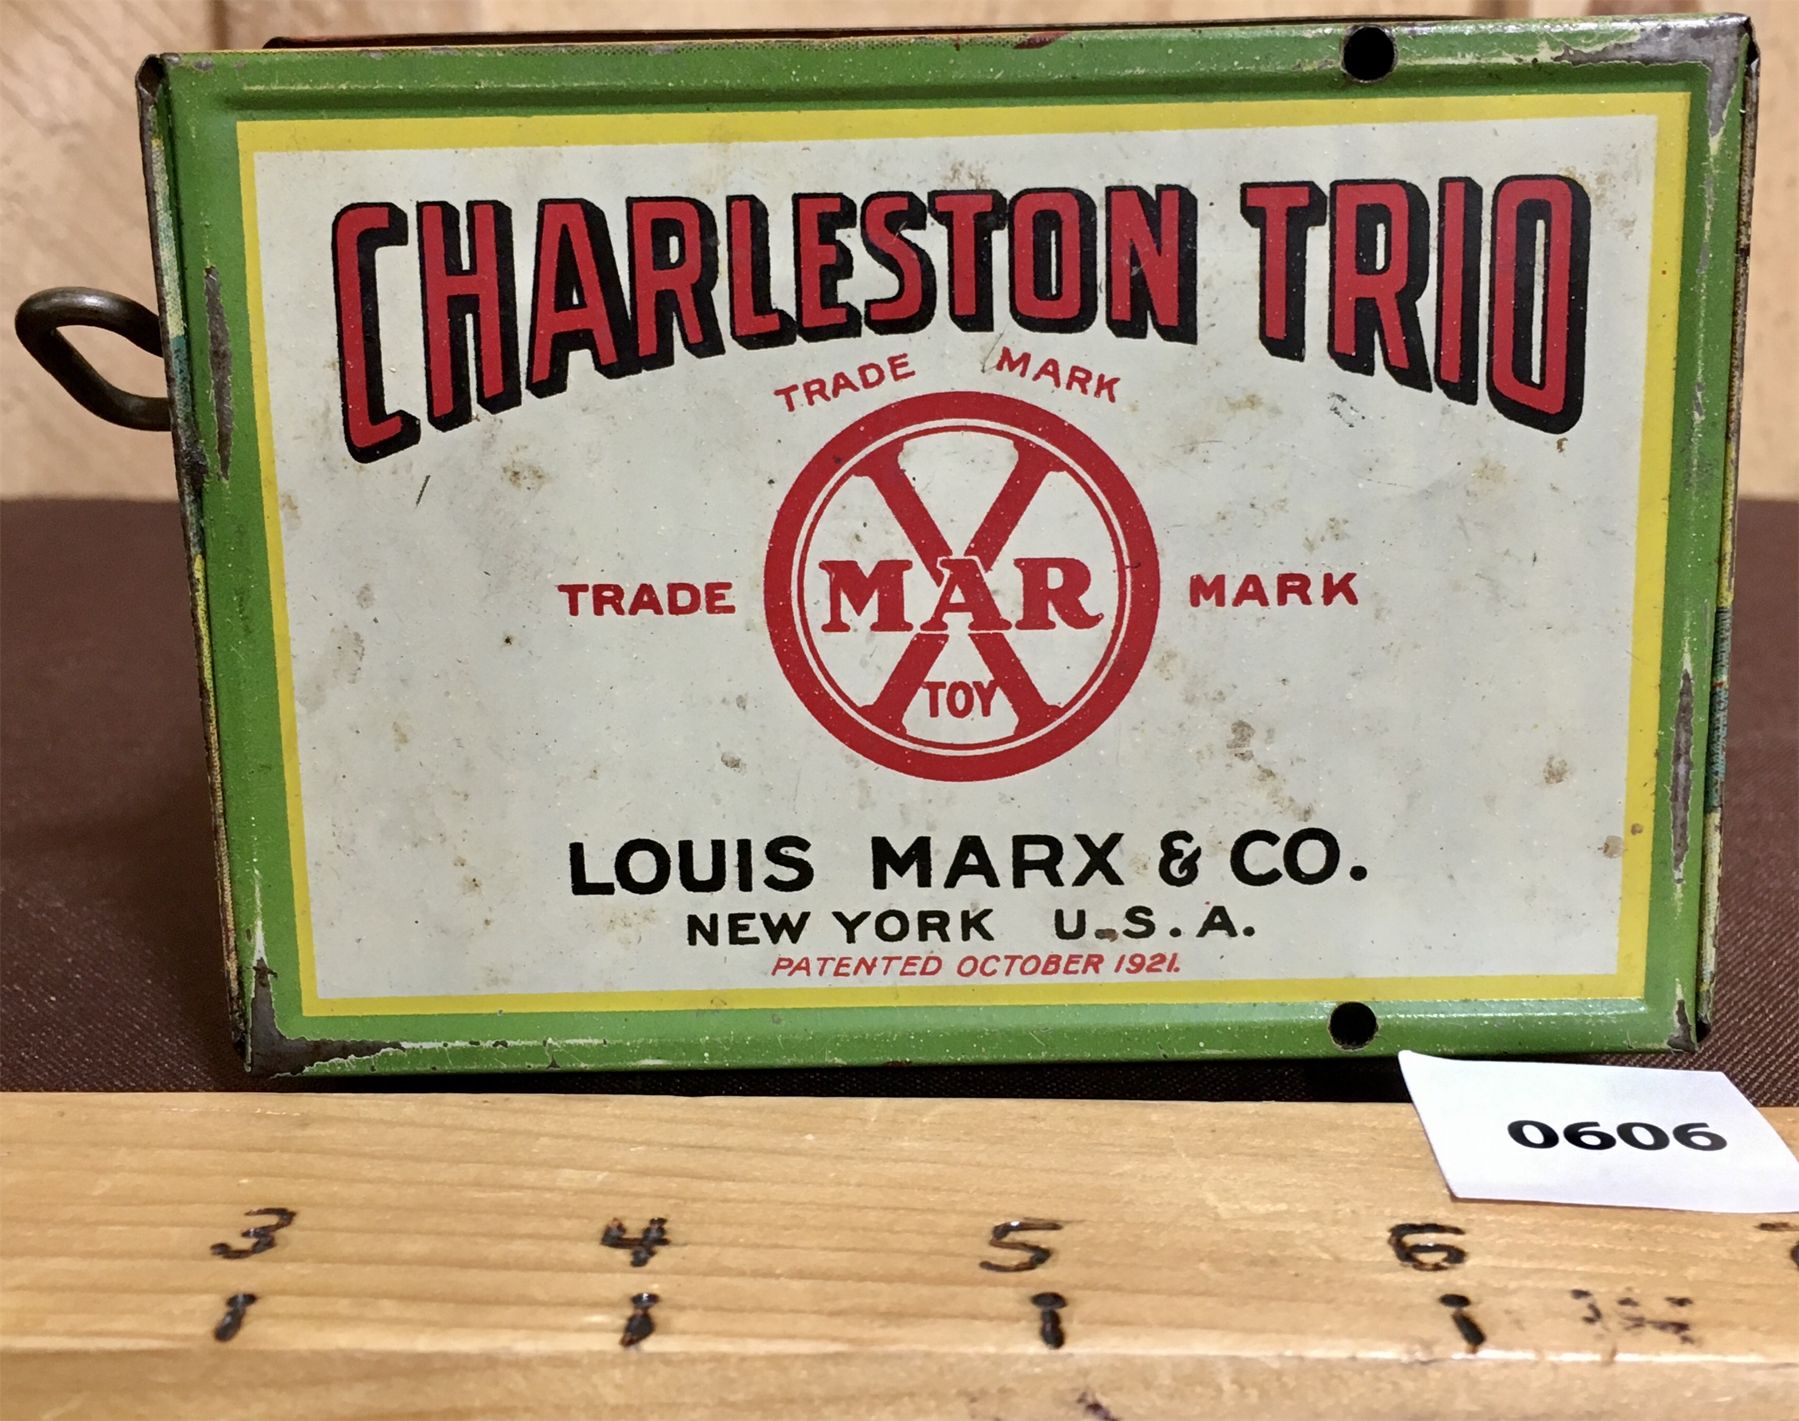 CHARLESTON TRIO
TRADE MARK
TRADE MARX MARK
TOY
LOUIS MARX & CO.
NEW YORK U.S.A.
PATENTED OCTOBER 1921.
0606
3 4 5 6